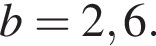 b = 2, 6.